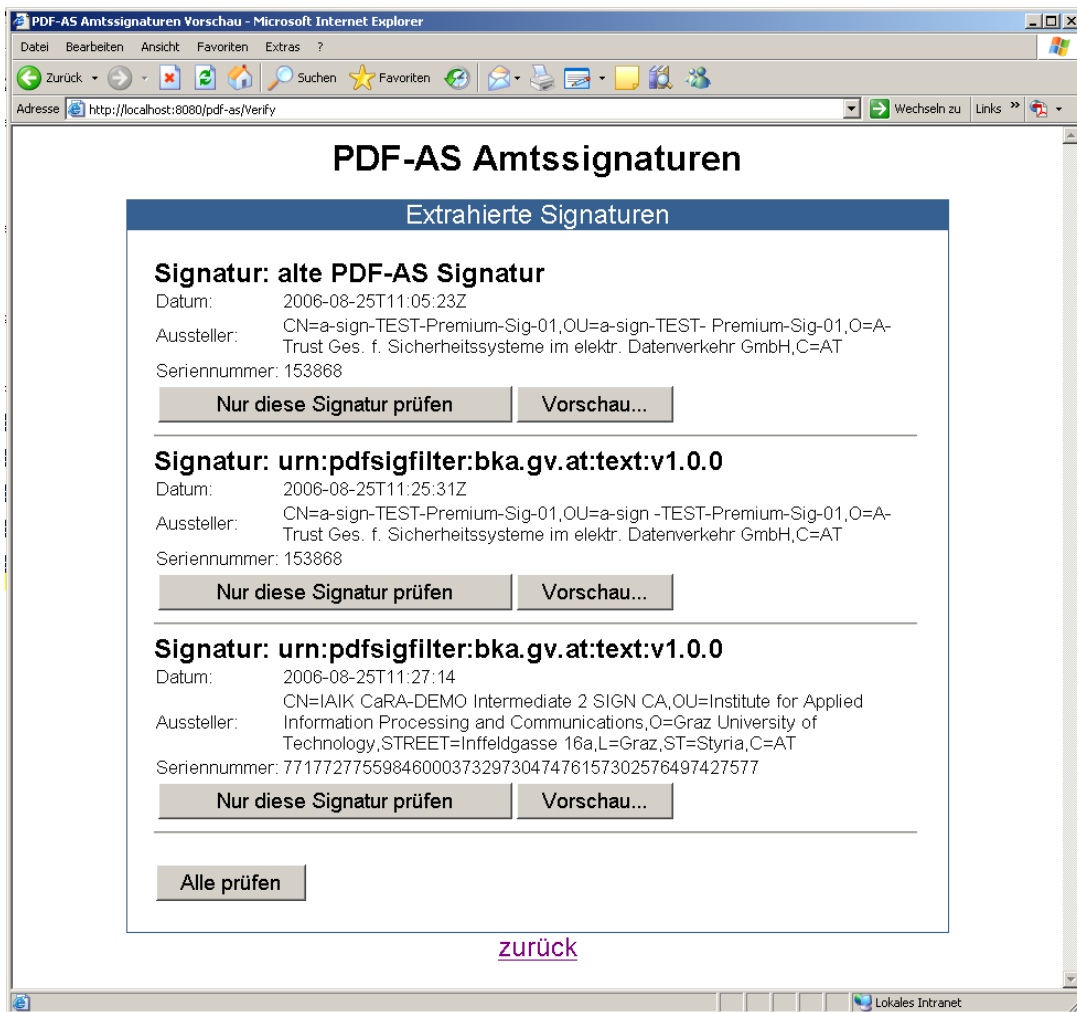 PDF-AS Amtssignaturen Vorschau - Microsoft Internet Explorer
Datei Bearbeiten Ansicht Favoriten Extras ?
Zurück Suchen Favoriten
Adresse http://localhost:8080/pdf-as/Verify Wechseln zu Links »
PDF-AS Amtssignaturen
Extrahierte Signaturen
Signatur: alte PDF-AS Signatur
Datum: 2006-08-25T11:05:23Z
Aussteller: CN=a-sign-TEST-Premium-Sig-01,OU=a-sign-TEST- Premium-Sig-01,O=A-
Trust Ges. f. Sicherheitssysteme im elektr. Datenverkehr GmbH,C=AT
Seriennummer: 153868
Nur diese Signatur prüfen Vorschau...
Signatur: urn:pdfsigfilter:bka.gv.at:text:v1.0.0
Datum: 2006-08-25T11:25:31Z
Aussteller: CN=a-sign-TEST-Premium-Sig-01,OU=a-sign -TEST-Premium-Sig-01,O=A-
Trust Ges. f. Sicherheitssysteme im elektr. Datenverkehr GmbH,C=AT
Seriennummer: 153868
Nur diese Signatur prüfen Vorschau...
Signatur: urn:pdfsigfilter:bka.gv.at:text:v1.0.0
Datum: 2006-08-25T11:27:14
CN=IAIK CaRA-DEMO Intermediate 2 SIGN CA,OU=Institute for Applied
Aussteller: Information Processing and Communications,O=Graz University of
Technology,STREET=Inffeldgasse 16a,L=Graz,ST=Styria,C=AT
Seriennummer: 771772775598460003732973047476157302576497427577
Nur diese Signatur prüfen Vorschau...
Alle prüfen
zurück
Lokales Intranet